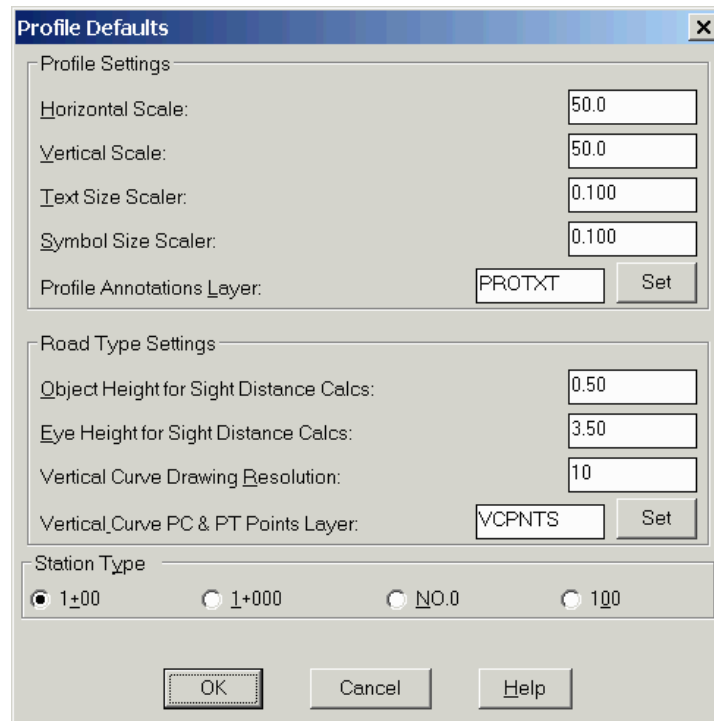 Profile Defaults
Profile Settings
Horizontal Scale: 50.0
Vertical Scale: 50.0
Text Size Scaler: 0.100
Symbol Size Scaler: 0.100
Profile Annotations Layer: PROTXT Set
Road Type Settings
Object Height for Sight Distance Calcs: 0.50
Eye Height for Sight Distance Calcs: 3.50
Vertical Curve Drawing Resolution: 10
Vertical Curve PC & PT Points Layer: VCPNTS Set
Station Type
1+00 1+000 NO.0 100
OK Cancel Help